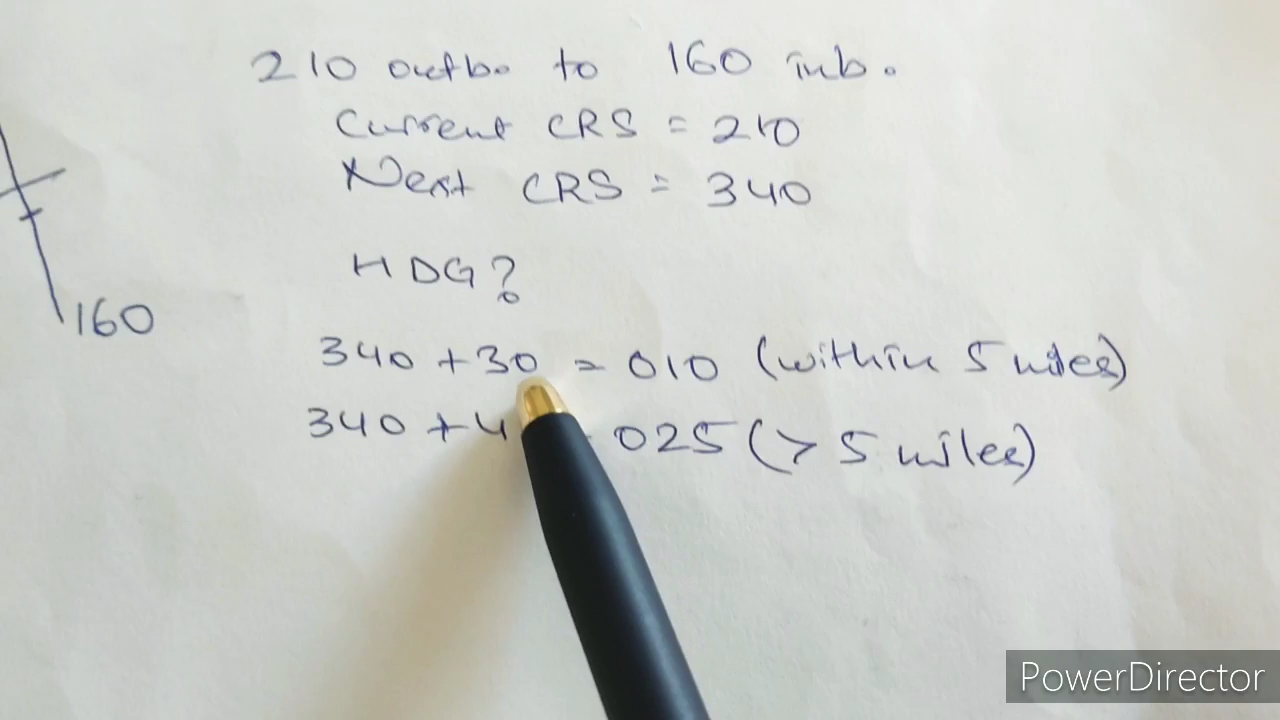 210 outb. to 160 inb.
Current CRS = 210
Next CRS = 340
160
HDG?
340 +30 = 010 (within 5 miles)
340 +4 025 (> 5 miles)
PowerDirector